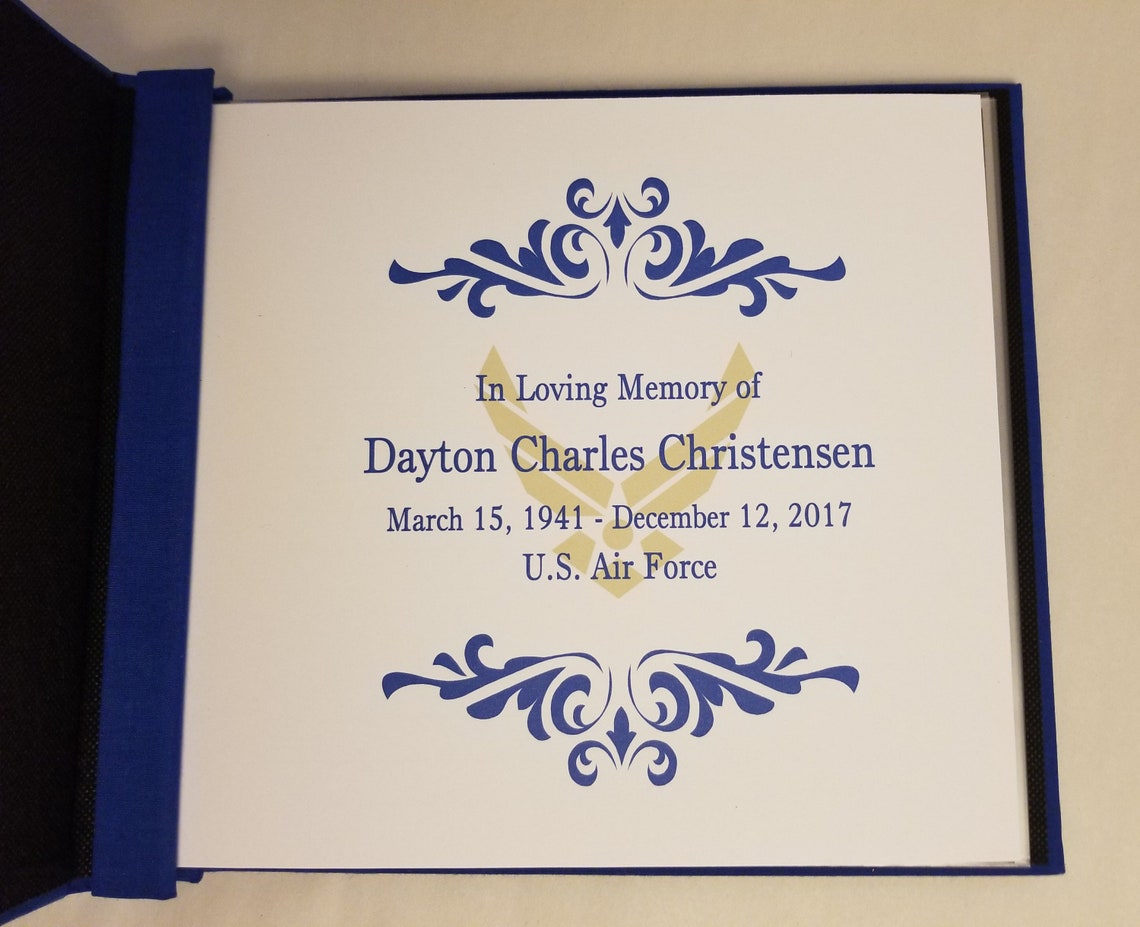 In Loving Memory of
Dayton Charles Christensen
March 15, 1941 - December 12, 2017
U.S. Air Force